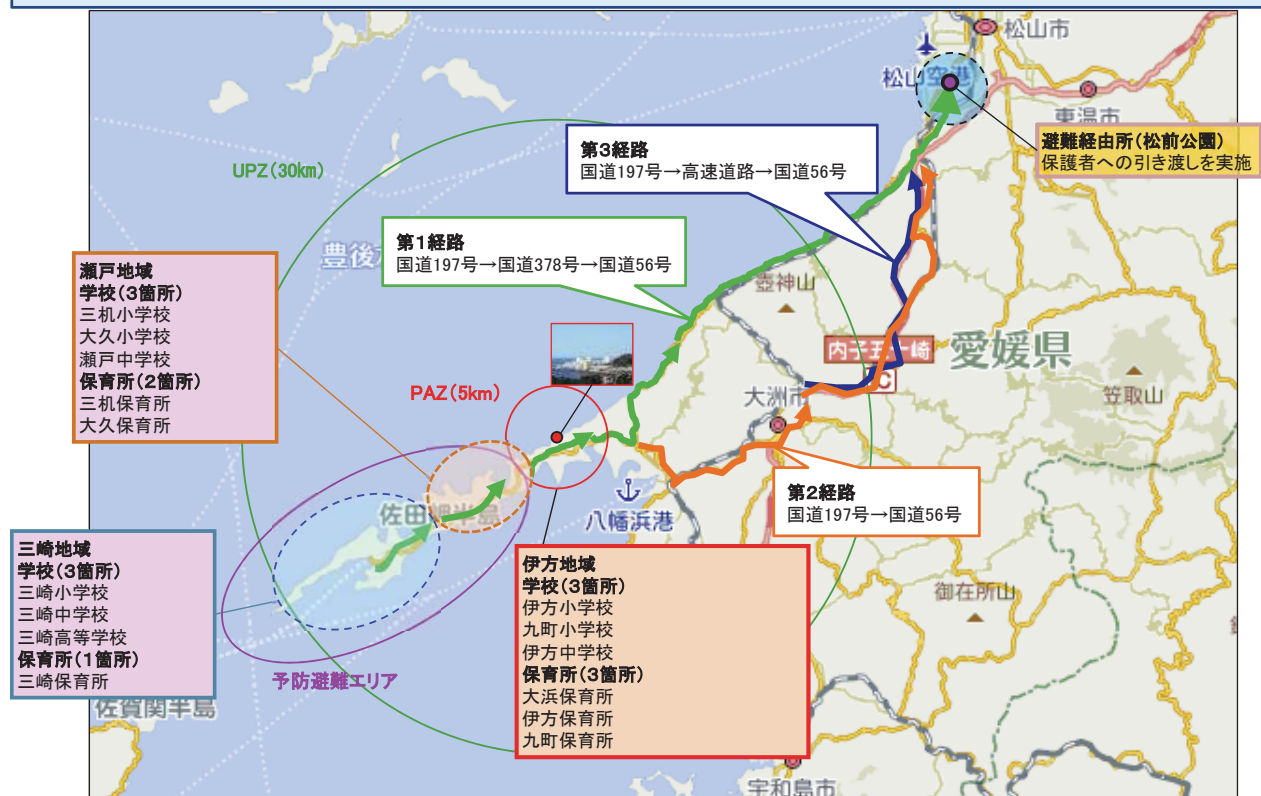 松山市
松山空港
東温市
避難経由所(松前公園)
保護者への引き渡しを実施
第3経路
国道197号→高速道路→国道56号
UPZ(30km)
第1経路
国道197号→国道378号→国道56号
瀬戸地域
学校(3箇所)
三机小学校
大久小学校
瀬戸中学校
保育所(2箇所)
三机保育所
大久保育所
壺神山
愛媛県
PAZ(5km)
大洲市
笠取山
第2経路
国道197号→国道56号
八幡浜港
三崎地域
学校(3箇所)
三崎小学校
三崎中学校
三崎高等学校
保育所(1箇所)
三崎保育所
伊方地域
学校(3箇所)
伊方小学校
九町小学校
伊方中学校
保育所(3箇所)
大浜保育所
伊方保育所
九町保育所
御在所山
予防避難エリア
佐賀関半島
宇和島市